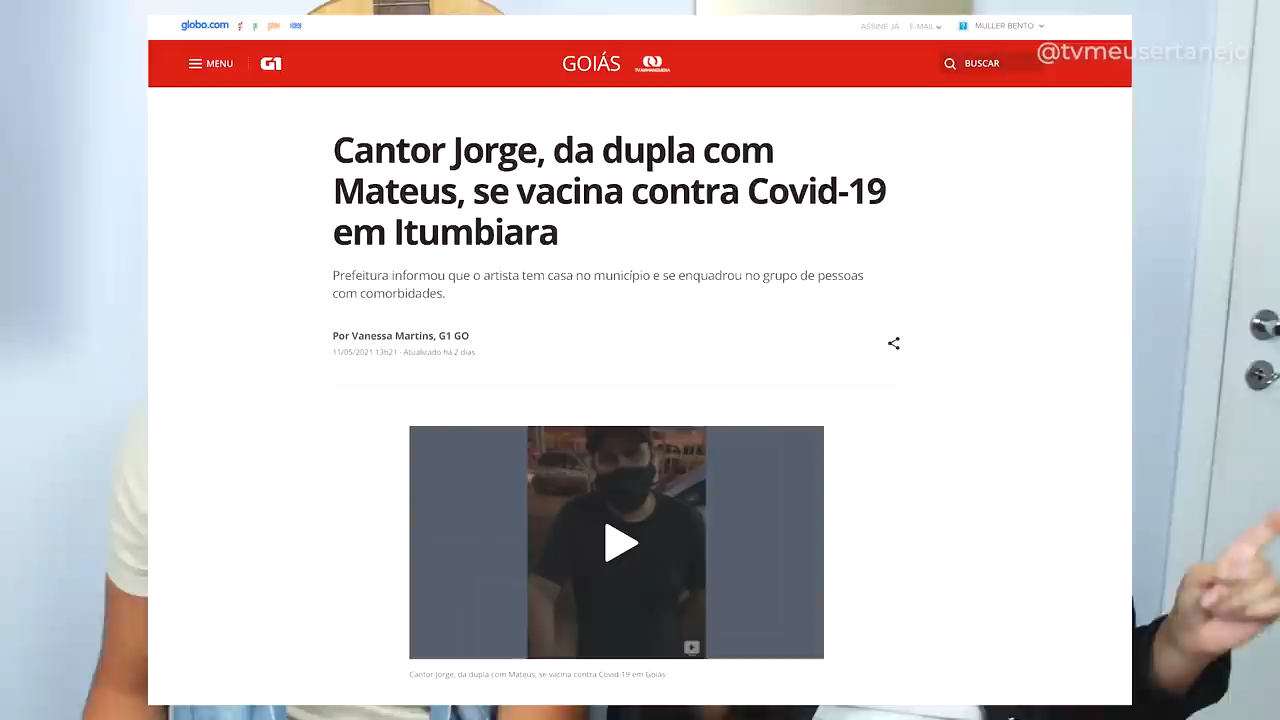 globo.com
ASSINE JÁ E-MAIL MULLER BENTO
@tvmeusertanejo
MENU G1 GOIÁS TV ANHANGUERA BUSCAR
Cantor Jorge, da dupla com
Mateus, se vacina contra Covid-19
em Itumbiara
Prefeitura informou que o artista tem casa no município e se enquadrou no grupo de pessoas
com comorbidades.
Por Vanessa Martins, G1 GO
11/05/2021 13h21 · Atualizado há 2 dias
Cantor Jorge, da dupla com Mateus, se vacina contra Covid-19 em Goiás